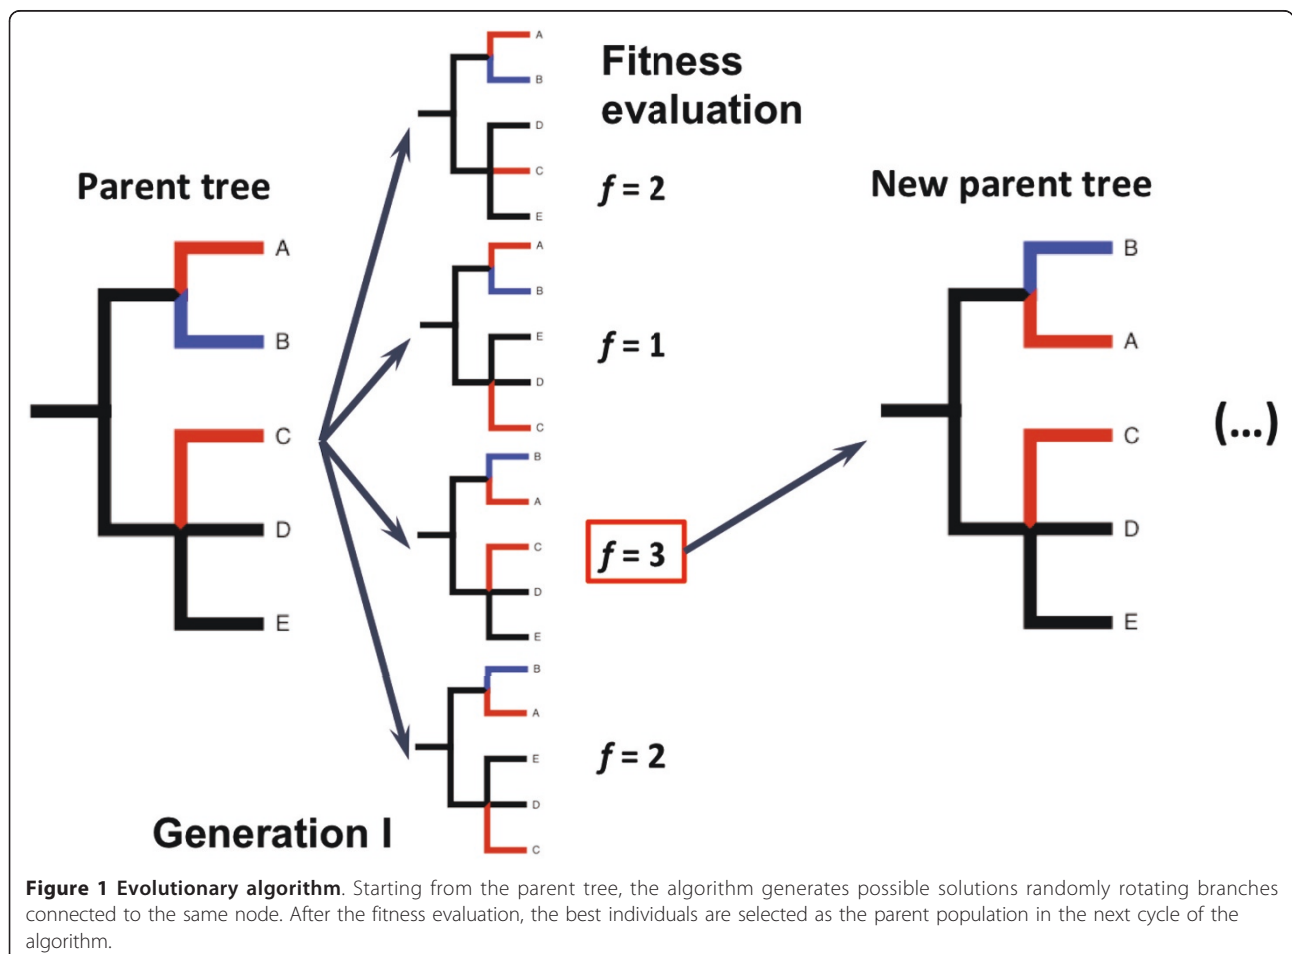 Parent tree
A
B
C
D
E
Generation I
A
B
D
C
E
A
B
E
D
C
B
A
C
D
E
B
A
E
D
C
Fitness
evaluation
f = 2
f = 1
f = 3
f = 2
New parent tree
B
A
C
D
E
(...)
Figure 1 Evolutionary algorithm. Starting from the parent tree, the algorithm generates possible solutions randomly rotating branches
connected to the same node. After the fitness evaluation, the best individuals are selected as the parent population in the next cycle of the
algorithm.